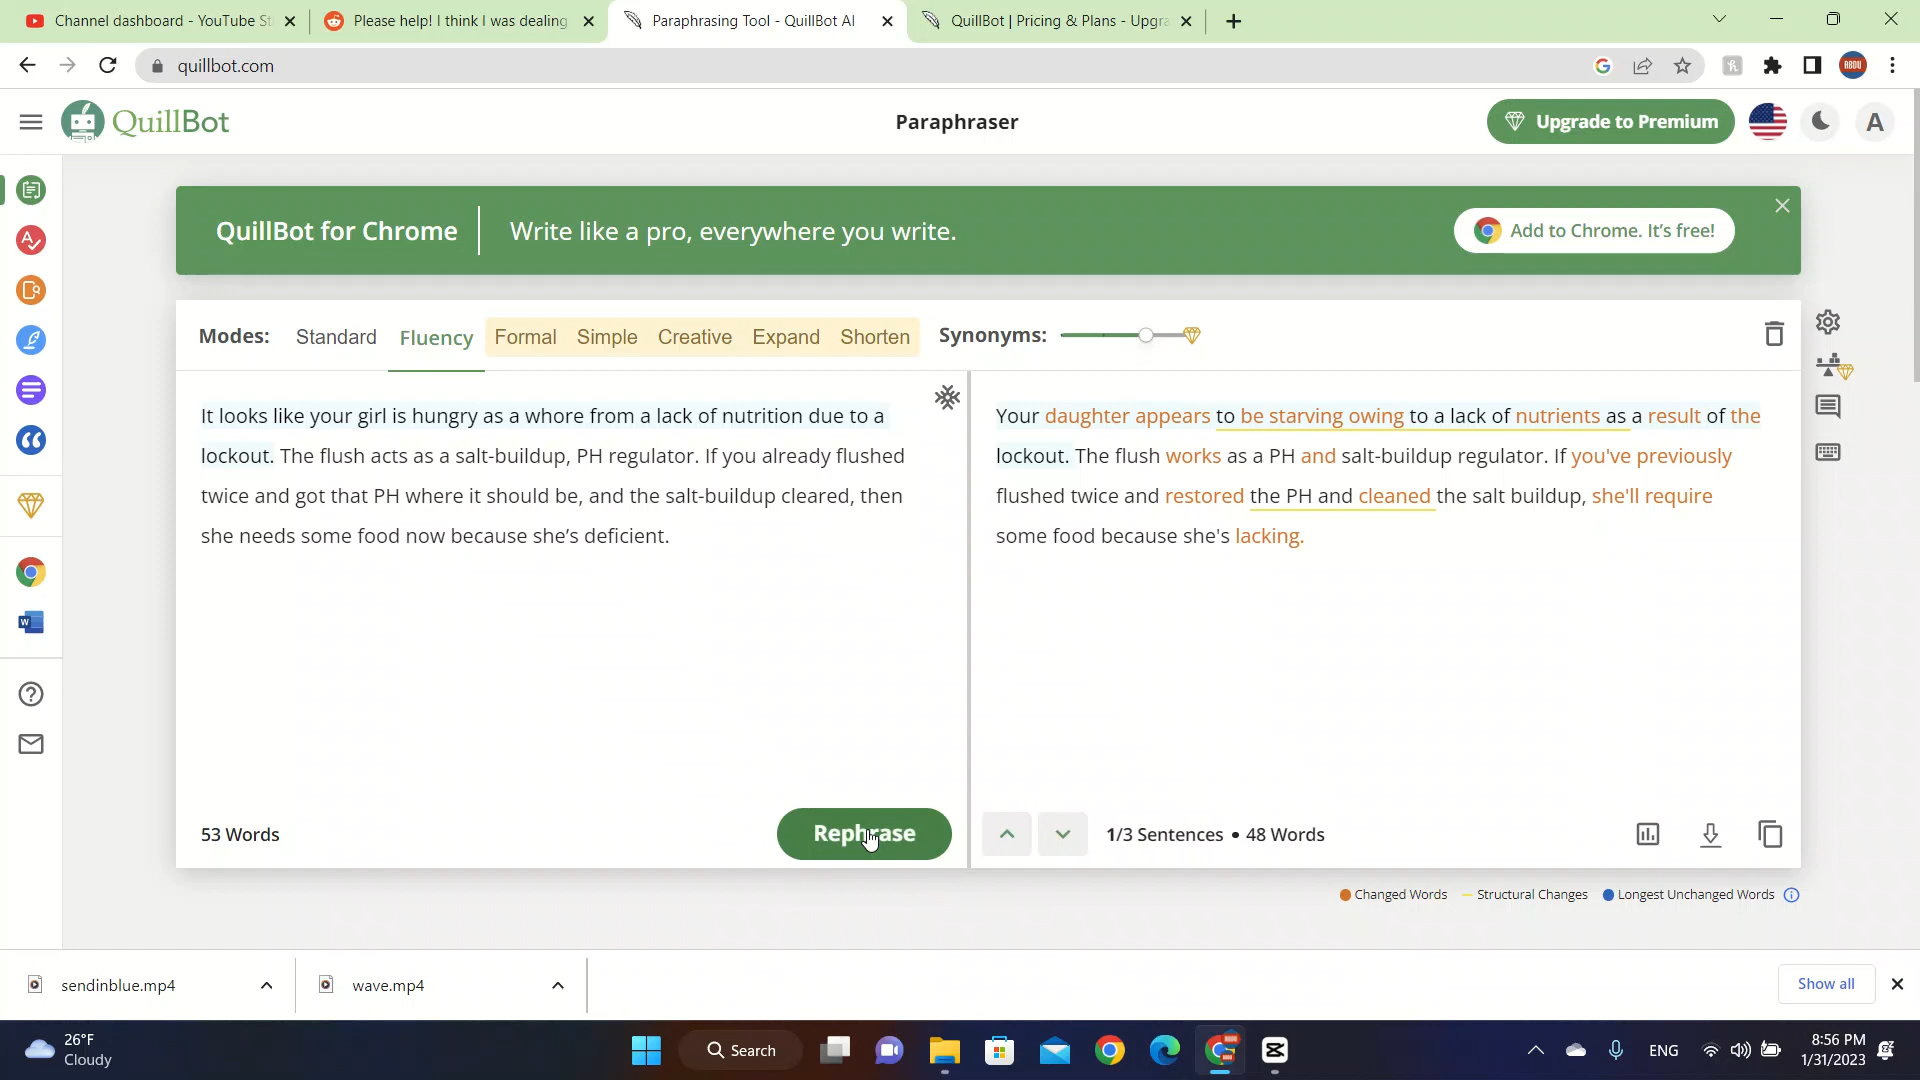 Channel dashboard - YouTube St
Please help! I think I was dealing
Paraphrasing Tool - QuillBot AI
QuillBot | Pricing & Plans - Upgra
quillbot.com
ABDU
QuillBot
Paraphraser
Upgrade to Premium
A
QuillBot for Chrome
Write like a pro, everywhere you write.
Add to Chrome. It's free!
Modes: Standard Fluency Formal Simple Creative Expand Shorten Synonyms:
It looks like your girl is hungry as a whore from a lack of nutrition due to a
lockout. The flush acts as a salt-buildup, PH regulator. If you already flushed
twice and got that PH where it should be, and the salt-buildup cleared, then
she needs some food now because she’s deficient.
Your daughter appears to be starving owing to a lack of nutrients as a result of the
lockout. The flush works as a PH and salt-buildup regulator. If you've previously
flushed twice and restored the PH and cleaned the salt buildup, she'll require
some food because she's lacking.
53 Words
Rephrase
1/3 Sentences • 48 Words
Changed Words
Structural Changes
Longest Unchanged Words
sendinblue.mp4
wave.mp4
Show all
26°F
Cloudy
Search
ENG
8:56 PM
1/31/2023